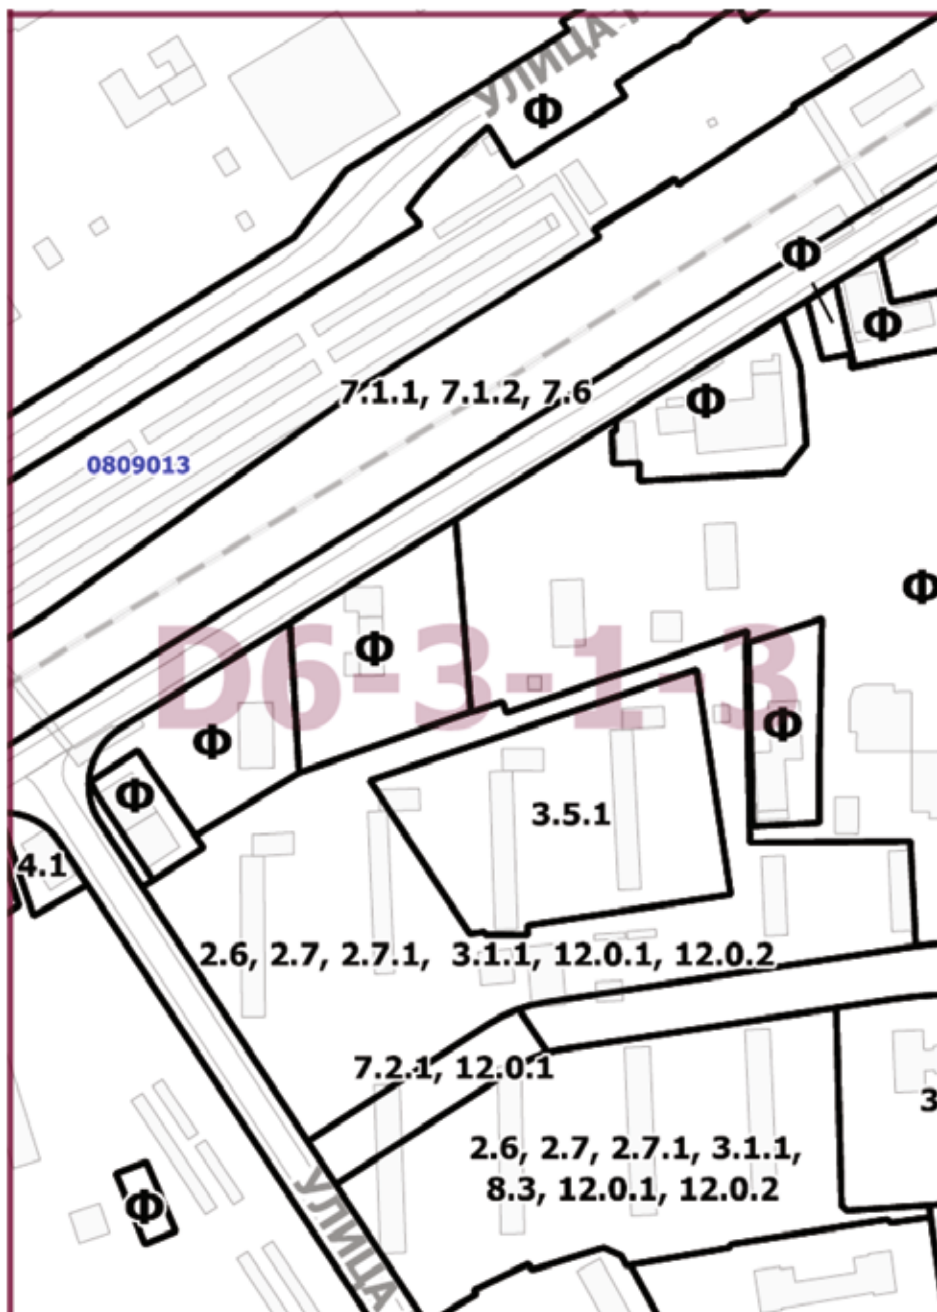 УЛИЦА
Ф
Ф
Ф
Ф
7.1.1, 7.1.2, 7.6
0809013
Ф
Ф
D6-3-1-3
Ф
Ф
Ф
3.5.1
4.1
2.6, 2.7, 2.7.1, 3.1.1, 12.0.1, 12.0.2
7.2.1, 12.0.1
3
2.6, 2.7, 2.7.1, 3.1.1,
8.3, 12.0.1, 12.0.2
Ф
УЛИЦА